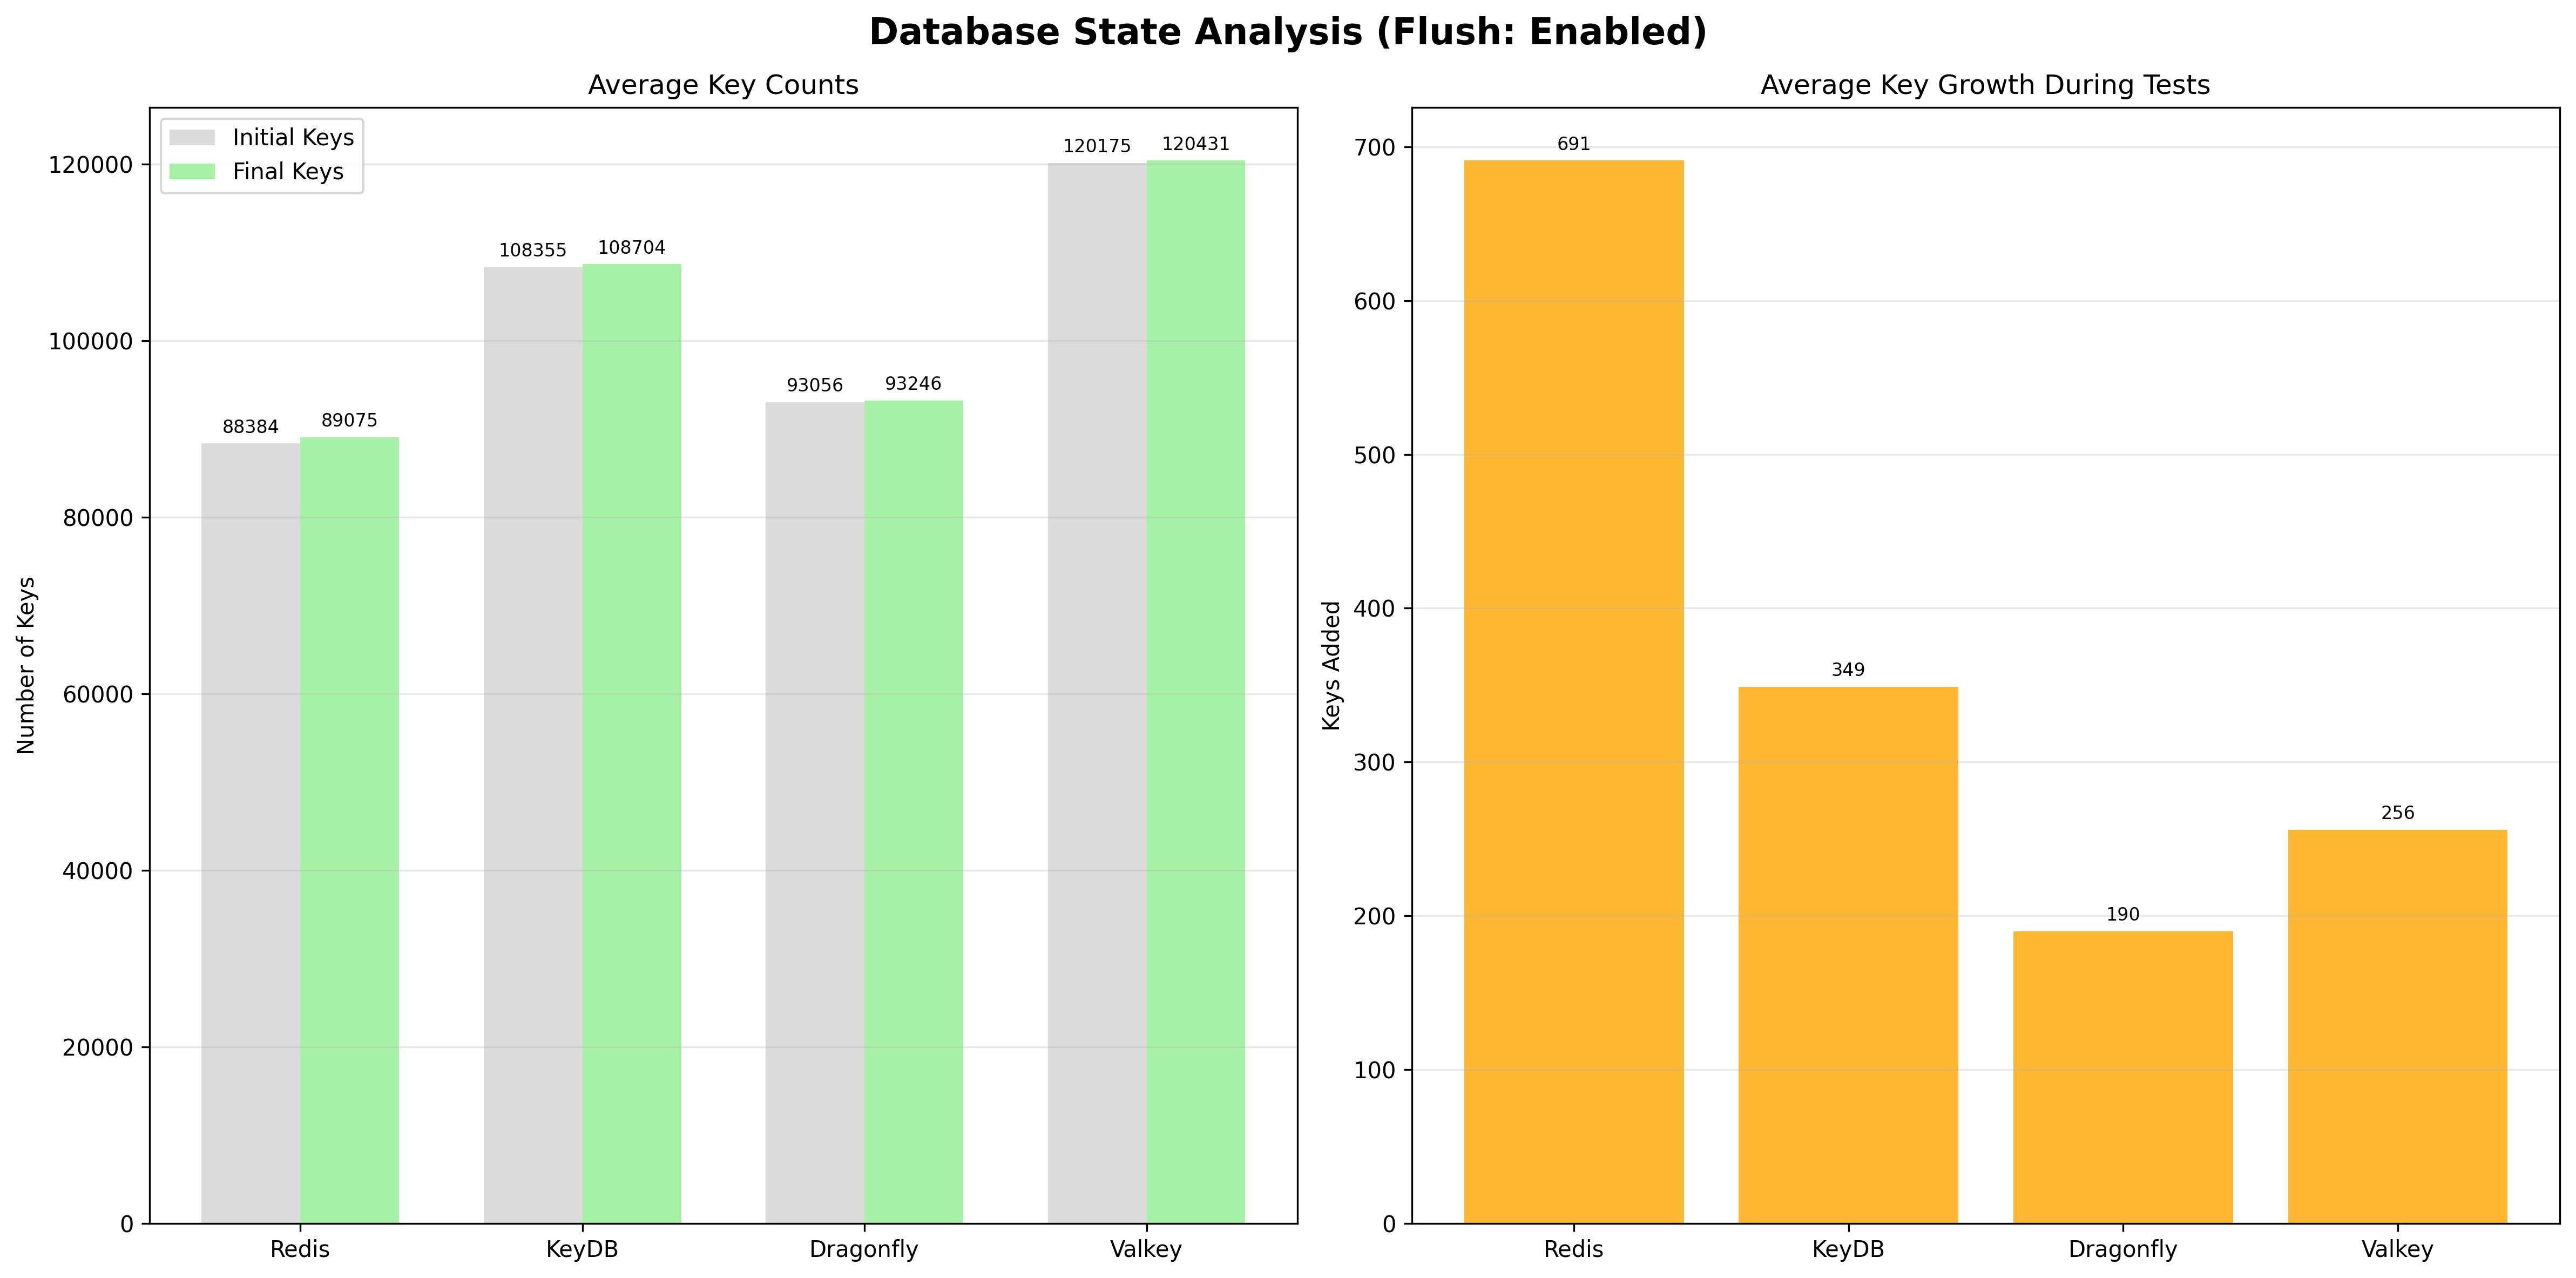 Database State Analysis (Flush: Enabled)
Average Key Counts
Initial Keys
Final Keys
Number of Keys
120000
100000
80000
60000
40000
20000
0
88384
89075
108355
108704
93056
93246
120175
120431
Redis
KeyDB
Dragonfly
Valkey
Average Key Growth During Tests
Keys Added
700
600
500
400
300
200
100
0
691
349
190
256
Redis
KeyDB
Dragonfly
Valkey